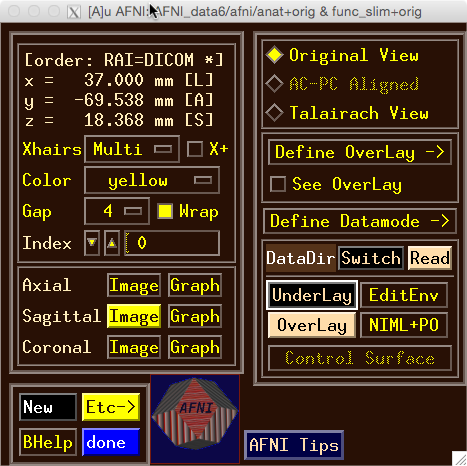 [A]u AFNI: AFNI_data6/afni/anat+orig & func_slim+orig
[order: RAI=DICOM *]
x = 37.000 mm [L]
y = -69.538 mm [A]
z = 18.368 mm [S]
Xhairs Multi X+
Color yellow
Gap 4 Wrap
Index 0
Axial Image Graph
Sagittal Image Graph
Coronal Image Graph
New Etc->
BHelp done
AFNI
Original View
AC-PC Aligned
Talairach View
Define OverLay ->
See OverLay
Define Datamode ->
DataDir Switch Read
UnderLay EditEnv
OverLay NIML+PO
Control Surface
AFNI Tips